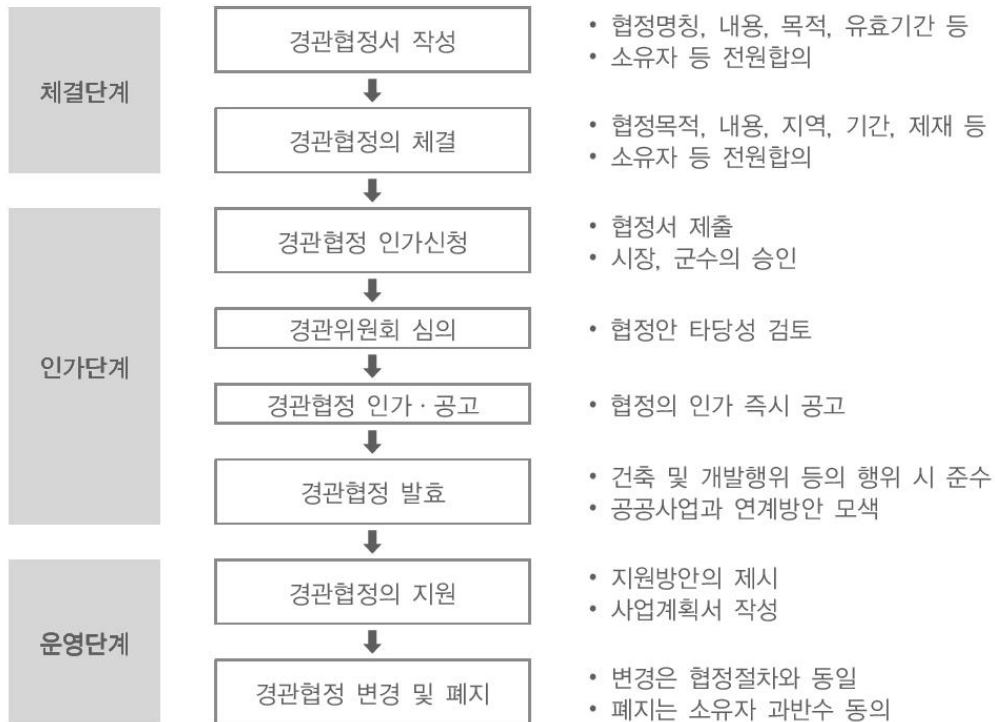 체결단계
경관협정서 작성
• 협정명칭, 내용, 목적, 유효기간 등
• 소유자 등 전원합의
경관협정의 체결
• 협정목적, 내용, 지역, 기간, 제재 등
• 소유자 등 전원합의
인가단계
경관협정 인가신청
• 협정서 제출
• 시장, 군수의 승인
경관위원회 심의
• 협정안 타당성 검토
경관협정 인가 · 공고
• 협정의 인가 즉시 공고
경관협정 발효
• 건축 및 개발행위 등의 행위 시 준수
• 공공사업과 연계방안 모색
운영단계
경관협정의 지원
• 지원방안의 제시
• 사업계획서 작성
경관협정 변경 및 폐지
• 변경은 협정절차와 동일
• 폐지는 소유자 과반수 동의